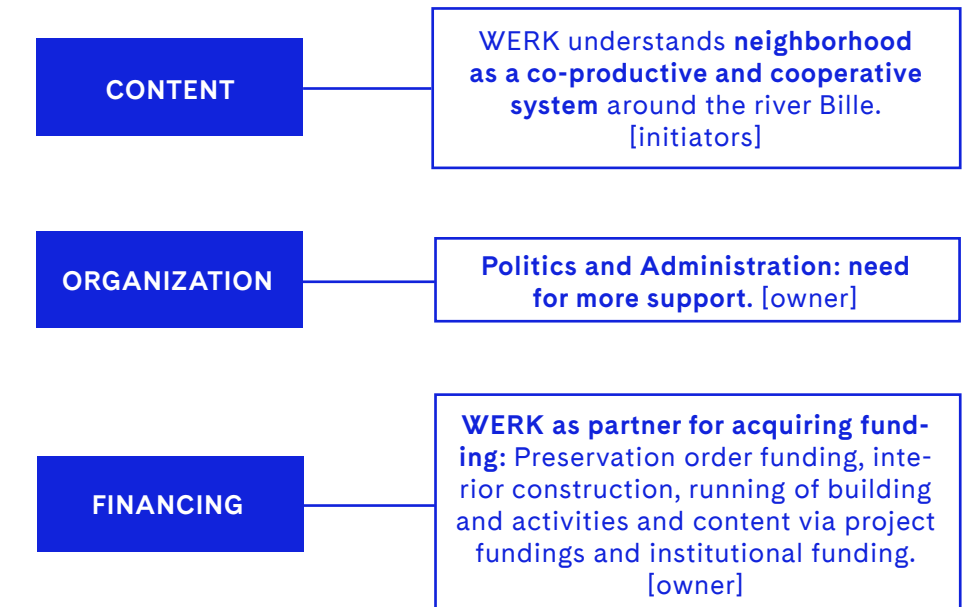 CONTENT
WERK understands neighborhood
as a co-productive and cooperative
system around the river Bille.
[initiators]
ORGANIZATION
Politics and Administration: need
for more support. [owner]
FINANCING
WERK as partner for acquiring fund-
ing: Preservation order funding, inte-
rior construction, running of building
and activities and content via project
fundings and institutional funding.
[owner]